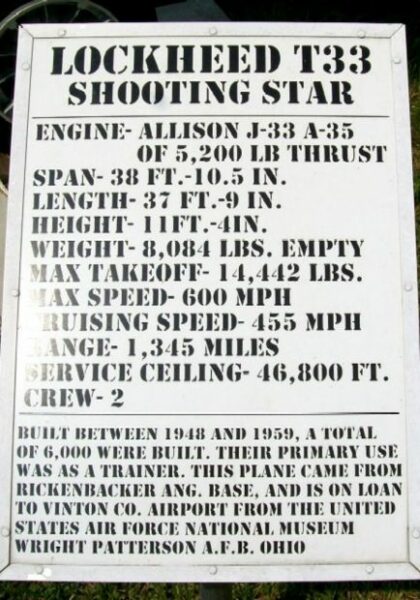 LOCKHEED T33
SHOOTING STAR
ENGINE- ALLISON J-33 A-35
OF 5,200 LB THRUST
SPAN- 38 FT.-10.5 IN.
LENGTH- 37 FT.-9 IN.
HEIGHT- 11FT.-4IN.
WEIGHT- 8,084 LBS. EMPTY
MAX TAKEOFF- 14,442 LBS.
MAX SPEED- 600 MPH
CRUISING SPEED- 455 MPH
RANGE- 1,345 MILES
SERVICE CEILING- 46,800 FT.
CREW- 2
BUILT BETWEEN 1948 AND 1959, A TOTAL
OF 6,000 WERE BUILT. THEIR PRIMARY USE
WAS AS A TRAINER. THIS PLANE CAME FROM
RICKENBACKER ANG. BASE, AND IS ON LOAN
TO VINTON CO. AIRPORT FROM THE UNITED
STATES AIR FORCE NATIONAL MUSEUM
WRIGHT PATTERSON A.F.B. OHIO